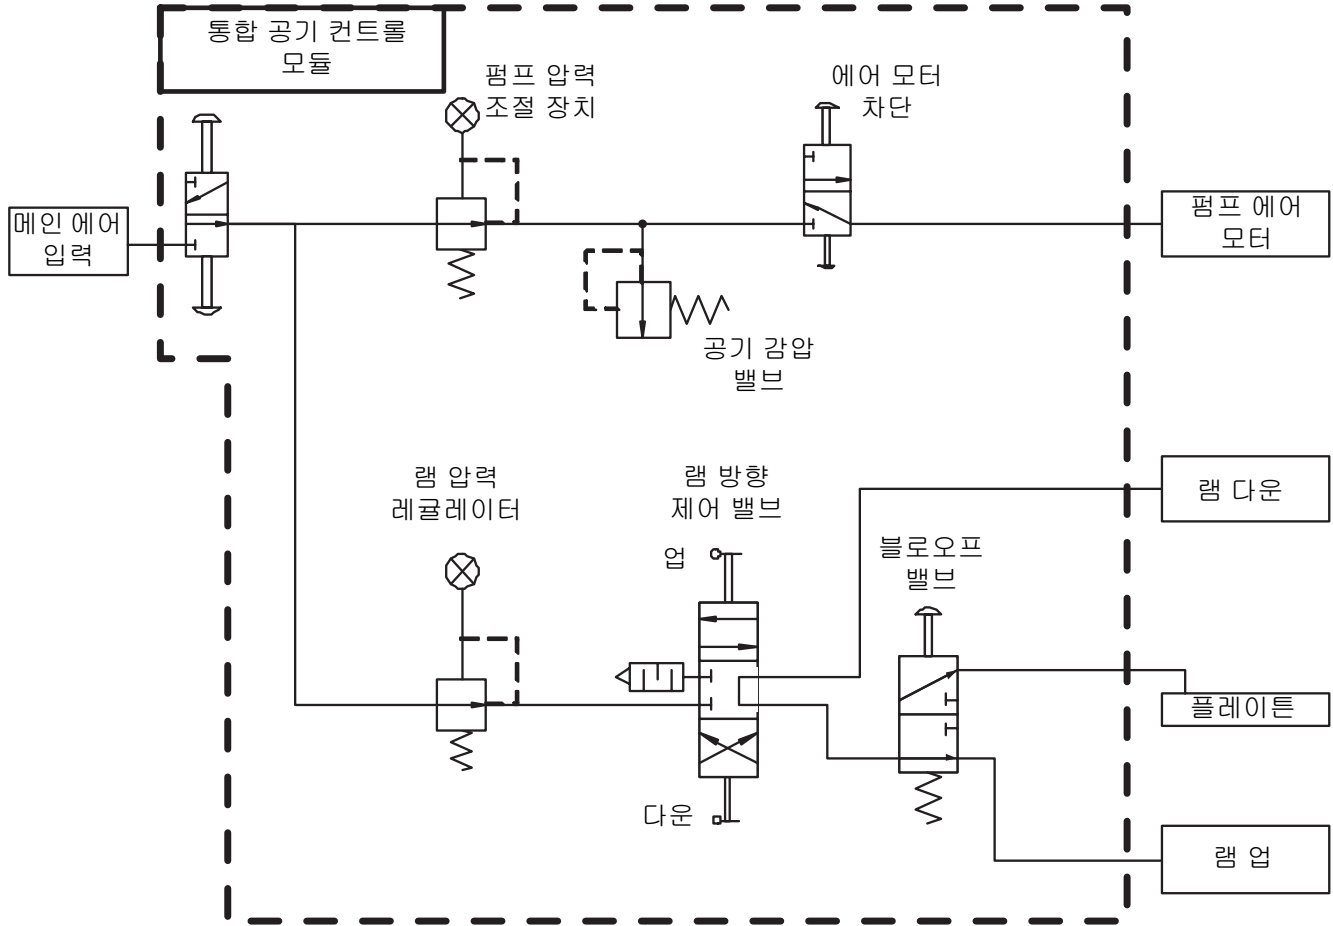 통합 공기 컨트롤
모듈
펌프 압력
조절 장치
에어 모터
차단
메인 에어
입력
펌프 에어
모터
공기 감압
밸브
램 압력
레귤레이터
램 방향
제어 밸브
업
램 다운
블로오프
밸브
플레이튼
다운
램 업